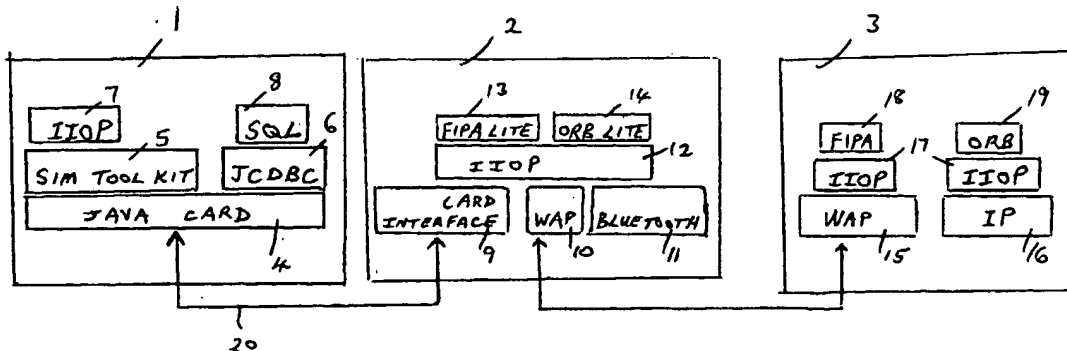 1
7
IIOP
8
SQL
5
6
SIM TOOL KIT
JCDBC
JAVA CARD
4
20
2
13
FIPA LITE
14
ORB LITE
IIOP
12
CARD
INTERFACE
9
WAP
10
BLUETOOTH
11
3
18
FIPA
19
ORB
17
IIOP
IIOP
WAP
15
IP
16